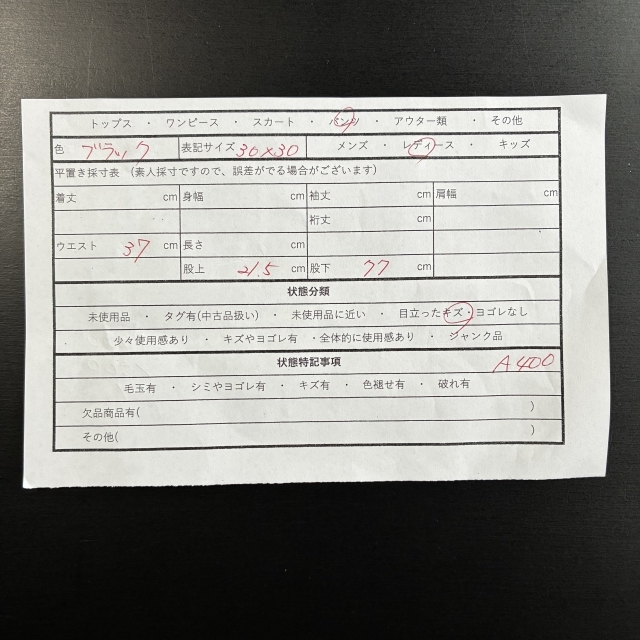 トップス ・ ワンピース ・ スカート ・ パンツ ・ アウター類 ・ その他
色 ブラック 表記サイズ 30×30 メンズ ・ レディース ・ キッズ
平置き採寸表 (素人採寸ですので、誤差がでる場合がございます)
着丈 cm 身幅 cm 袖丈 cm 肩幅 cm
裄丈 cm
ウエスト 37 cm 長さ cm
股上 21.5 cm 股下 77 cm
状態分類
未使用品 ・ タグ有(中古品扱い) ・ 未使用品に近い ・ 目立ったキズ・ヨゴレなし
少々使用感あり ・ キズやヨゴレ有 ・全体的に使用感あり ・ ジャンク品
状態特記事項 A400
毛玉有 ・ シミやヨゴレ有 ・ キズ有 ・ 色褪せ有 ・ 破れ有
欠品商品有( )
その他( )